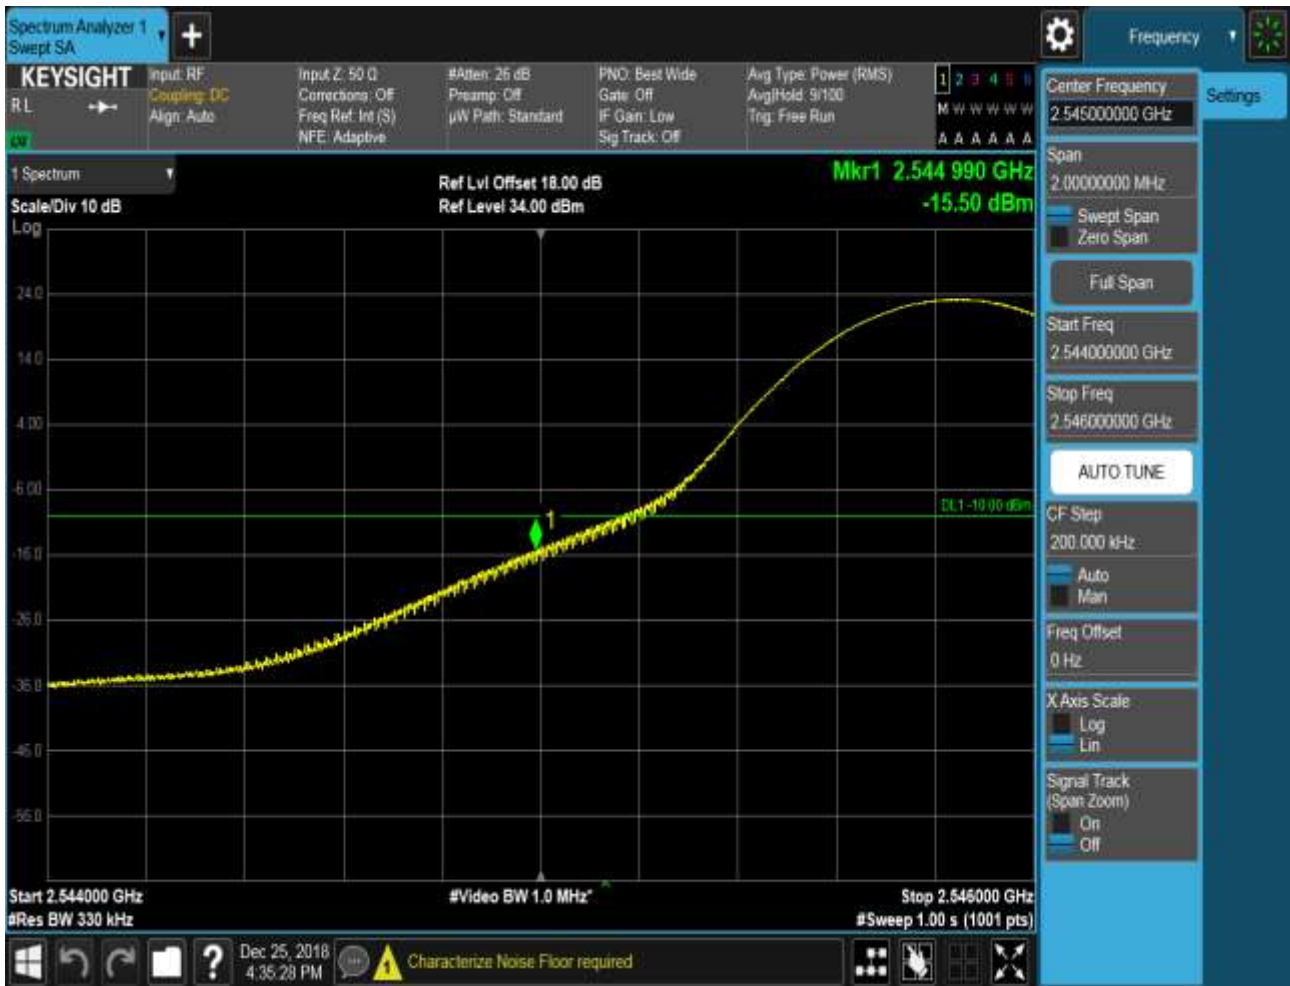 Spectrum Analyzer 1
Swept SA
Frequency
KEYSIGHT
RL
Input: RF
Coupling: DC
Align: Auto
Input Z: 50 Ω
Corrections: Off
Freq Ref: Int (S)
NFE: Adaptive
#Atten: 26 dB
Preamp: Off
µW Path: Standard
PNO: Best Wide
Gate: Off
IF Gain: Low
Sig Track: Off
Avg Type: Power (RMS)
Avg|Hold: 9/100
Trig: Free Run
1 2 3 4 5 6
M W W W W W
A A A A A A
1 Spectrum
Scale/Div 10 dB
Log
Ref Lvl Offset 18.00 dB
Ref Level 34.00 dBm
Mkr1 2.544 990 GHz
-15.50 dBm
24.0
14.0
4.00
-6.00
-16.0
-26.0
-36.0
-46.0
-56.0
DL1 -10.00 dBm
1
Start 2.544000 GHz
#Res BW 330 kHz
#Video BW 1.0 MHz*
Stop 2.546000 GHz
#Sweep 1.00 s (1001 pts)
Center Frequency
2.545000000 GHz
Settings
Span
2.00000000 MHz
Swept Span
Zero Span
Full Span
Start Freq
2.544000000 GHz
Stop Freq
2.546000000 GHz
AUTO TUNE
CF Step
200.000 kHz
Auto
Man
Freq Offset
0 Hz
X Axis Scale
Log
Lin
Signal Track
(Span Zoom)
On
Off
?
Dec 25, 2018
4:35:28 PM
1
Characterize Noise Floor required